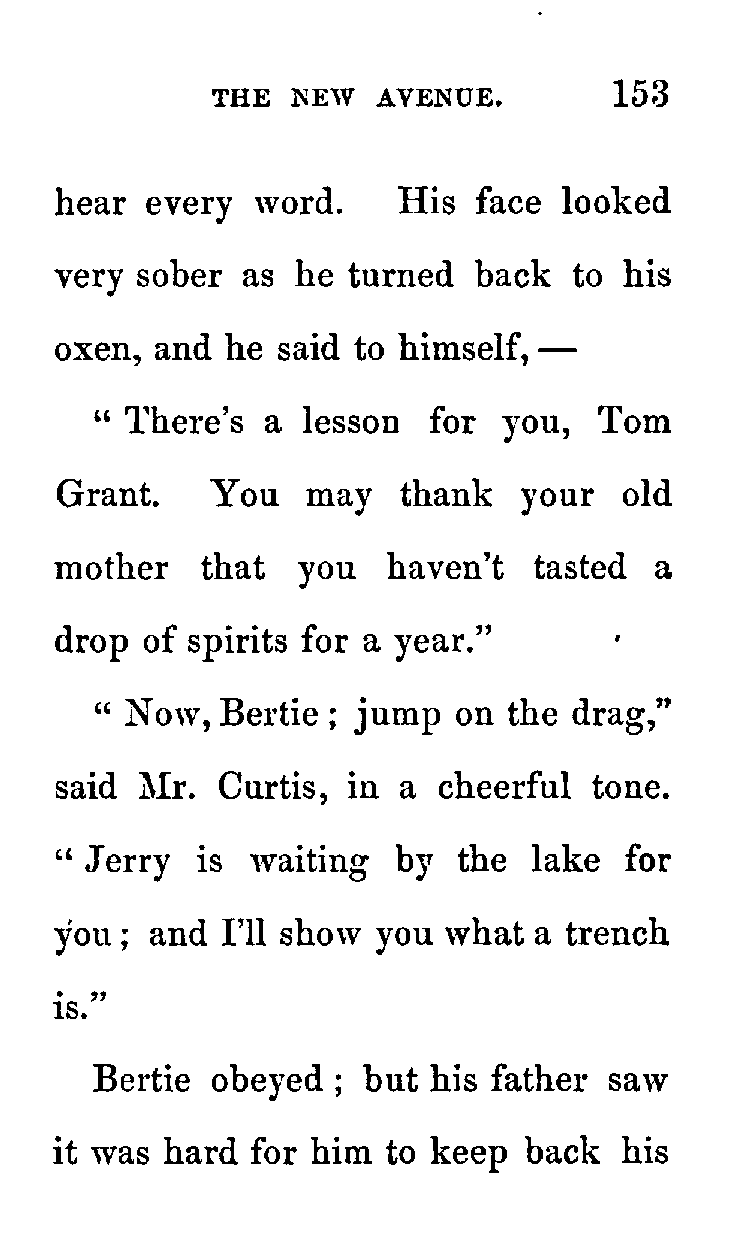 THE NEW AVENUE. 153
hear every word. His face looked
very sober as he turned back to his
oxen, and he said to himself, —
“ There’s a lesson for you, Tom
Grant. You may thank your old
mother that you haven’t tasted a
drop of spirits for a year.”
“ Now, Bertie ; jump on the drag,”
said Mr. Curtis, in a cheerful tone.
“ Jerry is waiting by the lake for
you ; and I’ll show you what a trench
is.”
Bertie obeyed ; but his father saw
it was hard for him to keep back his